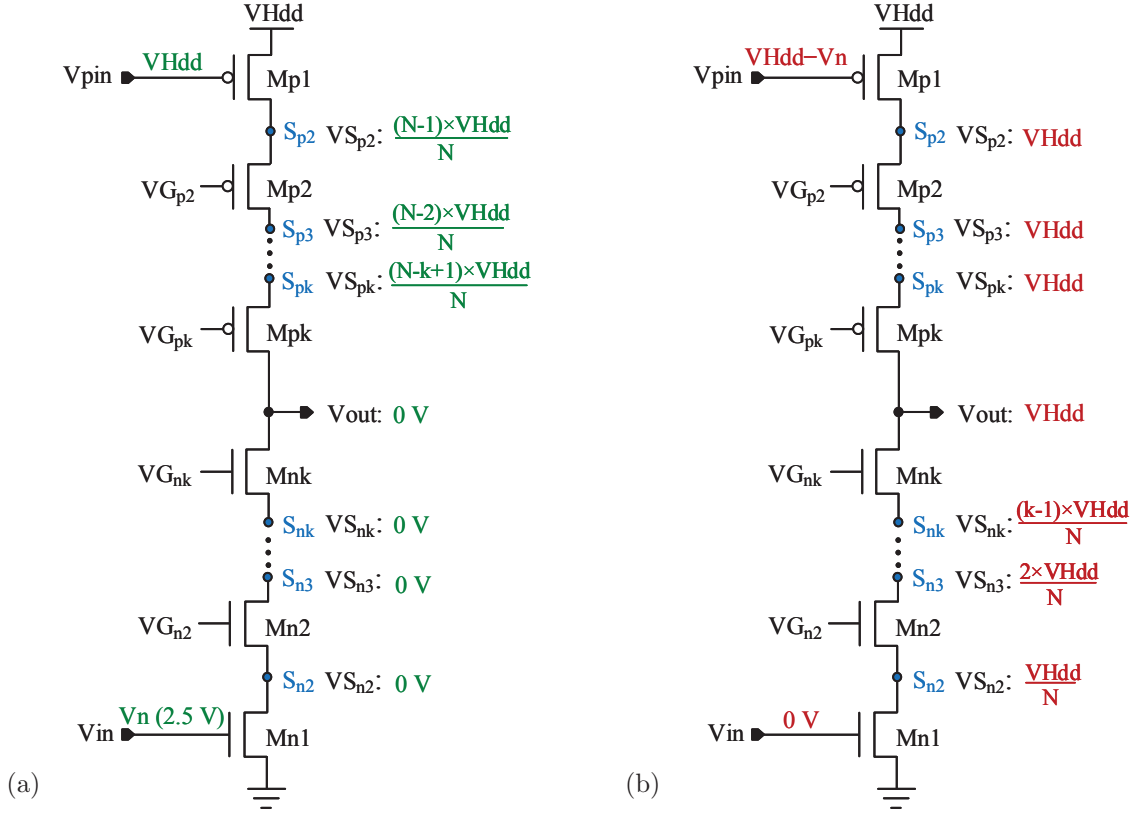 VHdd
Vpin
VHdd
Mp1
Sp2 VSp2: (N-1)×VHdd
N
VGp2
Mp2
Sp3 VSp3: (N-2)×VHdd
N
Spk VSpk: (N-k+1)×VHdd
N
VGpk
Mpk
Vout: 0 V
VGnk
Mnk
Snk VSnk: 0 V
Sn3 VSn3: 0 V
VGn2
Mn2
Sn2 VSn2: 0 V
Vn (2.5 V)
Vin
Mn1
(a)
VHdd
VHdd−Vn
Vpin
Mp1
Sp2 VSp2: VHdd
VGp2
Mp2
Sp3 VSp3: VHdd
Spk VSpk: VHdd
VGpk
Mpk
Vout: VHdd
VGnk
Mnk
Snk VSnk: (k-1)×VHdd
N
Sn3 VSn3: 2×VHdd
N
VGn2
Mn2
Sn2 VSn2: VHdd
N
0 V
Vin
Mn1
(b)